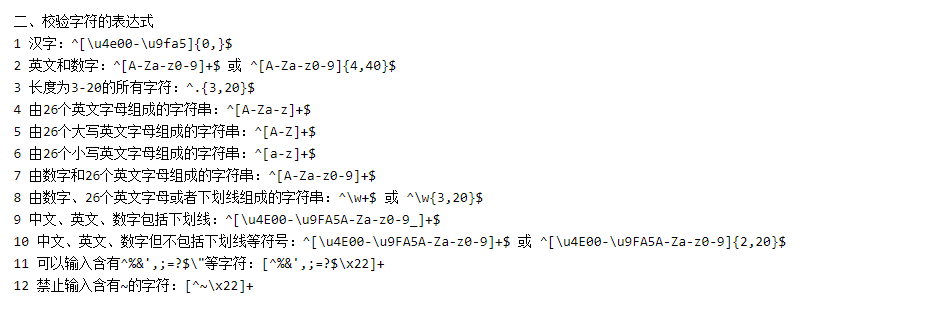 二、校验字符的表达式
1 汉字：^[\u4e00-\u9fa5]{0,}$
2 英文和数字：^[A-Za-z0-9]+$ 或 ^[A-Za-z0-9]{4,40}$
3 长度为3-20的所有字符：^.{3,20}$
4 由26个英文字母组成的字符串：^[A-Za-z]+$
5 由26个大写英文字母组成的字符串：^[A-Z]+$
6 由26个小写英文字母组成的字符串：^[a-z]+$
7 由数字和26个英文字母组成的字符串：^[A-Za-z0-9]+$
8 由数字、26个英文字母或者下划线组成的字符串：^\w+$ 或 ^\w{3,20}$
9 中文、英文、数字包括下划线：^[\u4E00-\u9FA5A-Za-z0-9_]+$
10 中文、英文、数字但不包括下划线等符号：^[\u4E00-\u9FA5A-Za-z0-9]+$ 或 ^[\u4E00-\u9FA5A-Za-z0-9]{2,20}$
11 可以输入含有^%&',;=?$\"等字符：[^%&',;=?$\x22]+
12 禁止输入含有~的字符：[^~\x22]+